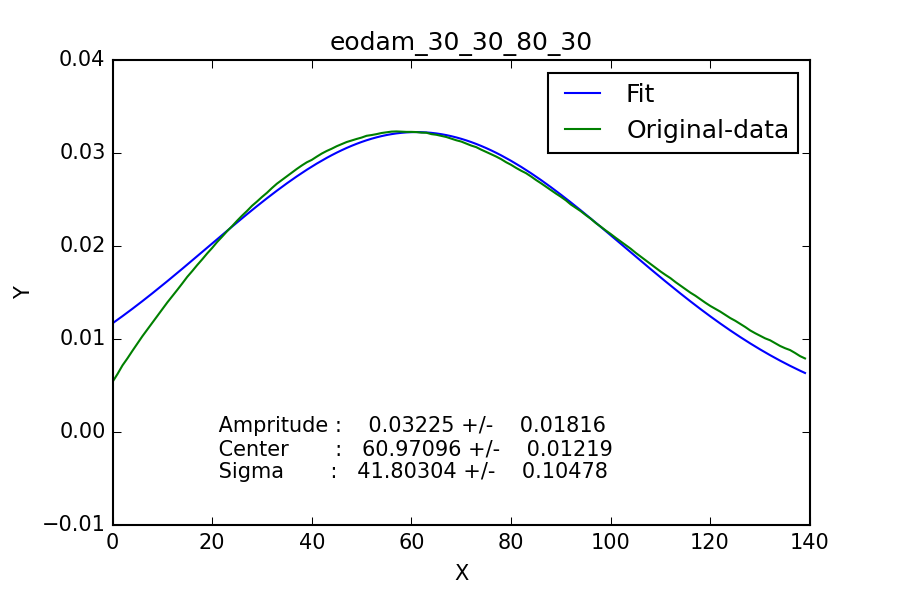 eodam_30_30_80_30
0.04
0.03
0.02
0.01
0.00
−0.01
Y
Fit
Original-data
Ampritude : 0.03225 +/- 0.01816
Center : 60.97096 +/- 0.01219
Sigma : 41.80304 +/- 0.10478
0 20 40 60 80 100 120 140
X